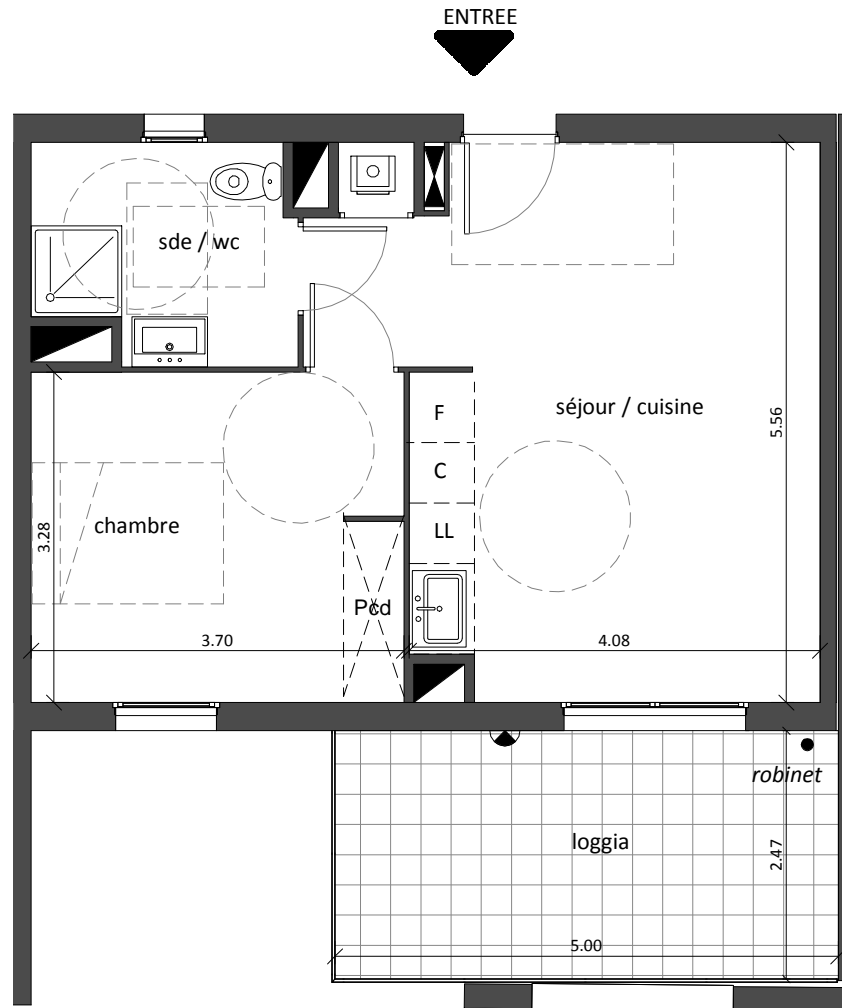 ENTREE
sde / wc
séjour / cuisine
F
5.56
C
chambre
LL
3.28
Pcd
3.70
4.08
robinet
loggia
2.47
5.00